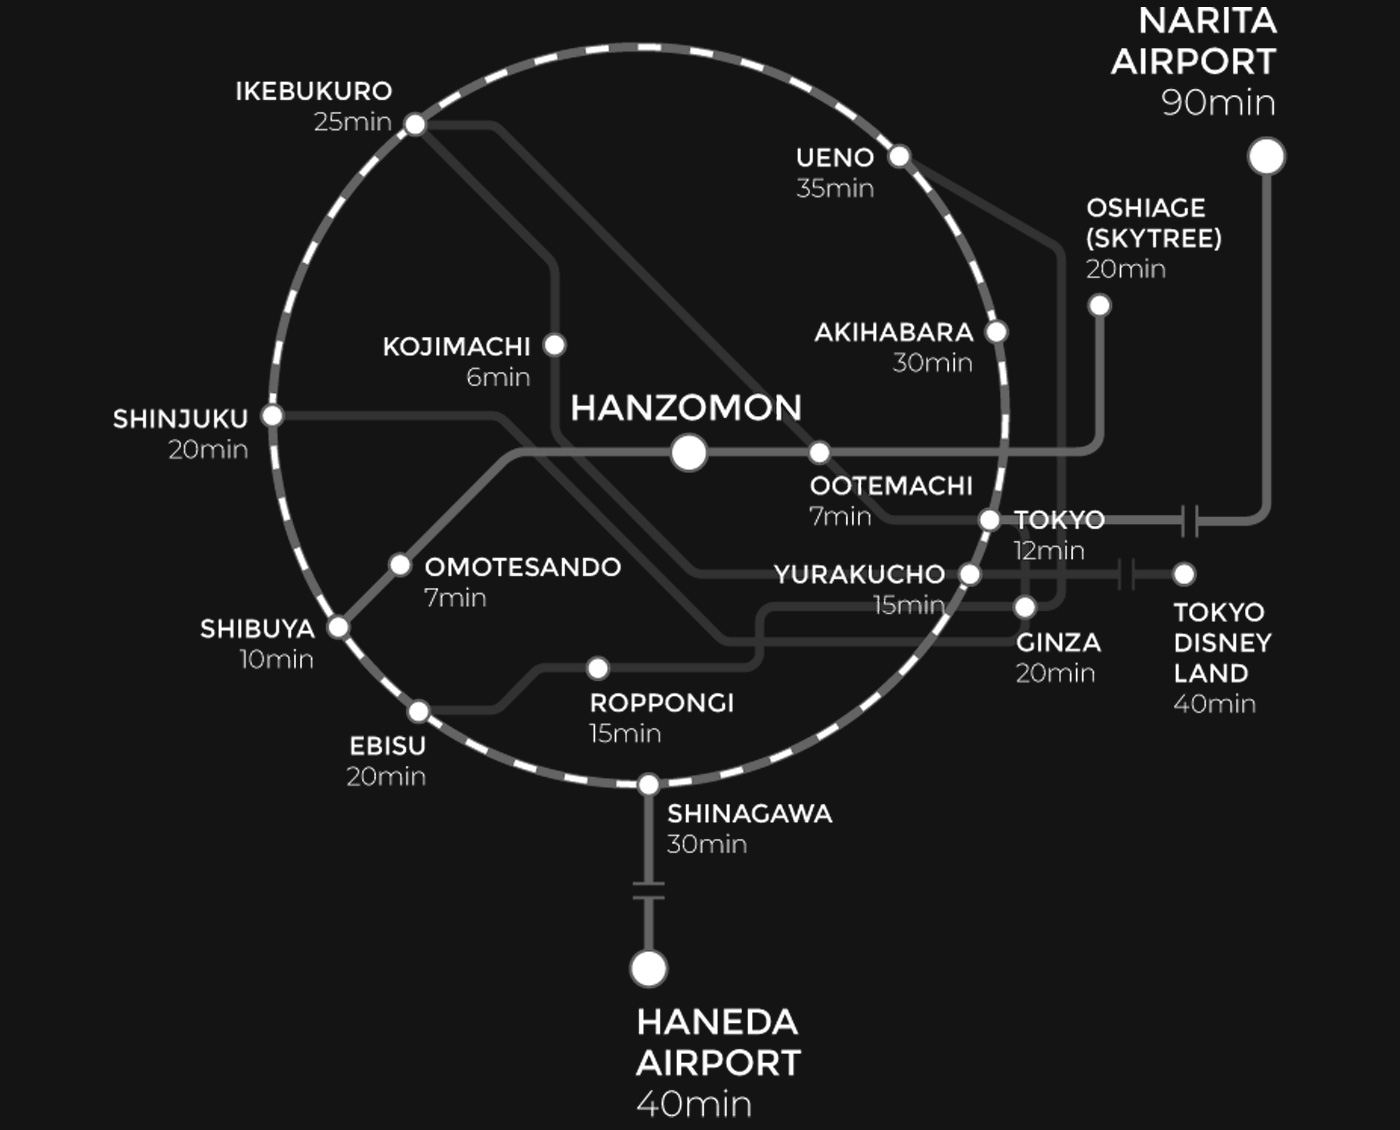 NARITA
AIRPORT
90min
IKEBUKURO
25min
UENO
35min
OSHIAGE
(SKYTREE)
20min
AKIHABARA
30min
KOJIMACHI
6min
HANZOMON
SHINJUKU
20min
OOTEMACHI
7min
TOKYO
12min
OMOTESANDO
7min
YURAKUCHO
15min
TOKYO
DISNEY
LAND
40min
SHIBUYA
10min
GINZA
20min
ROPPONGI
15min
EBISU
20min
SHINAGAWA
30min
HANEDA
AIRPORT
40min